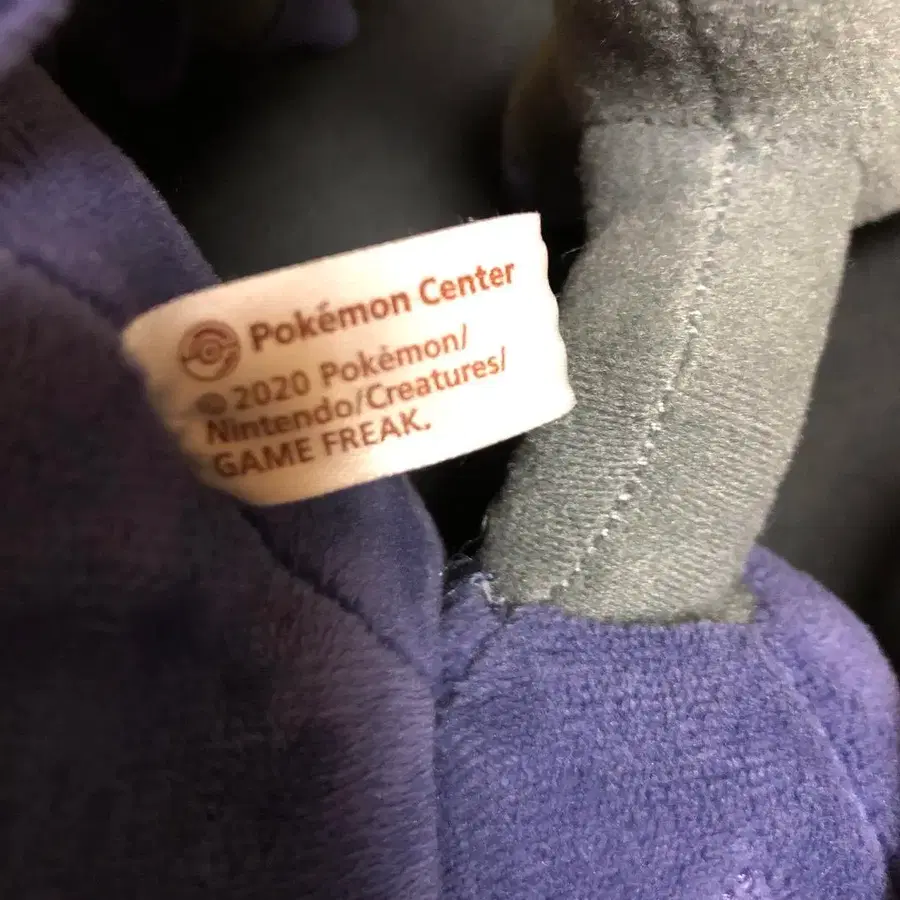 Pokémon Center
©2020 Pokémon/
Nintendo/Creatures/
GAME FREAK.